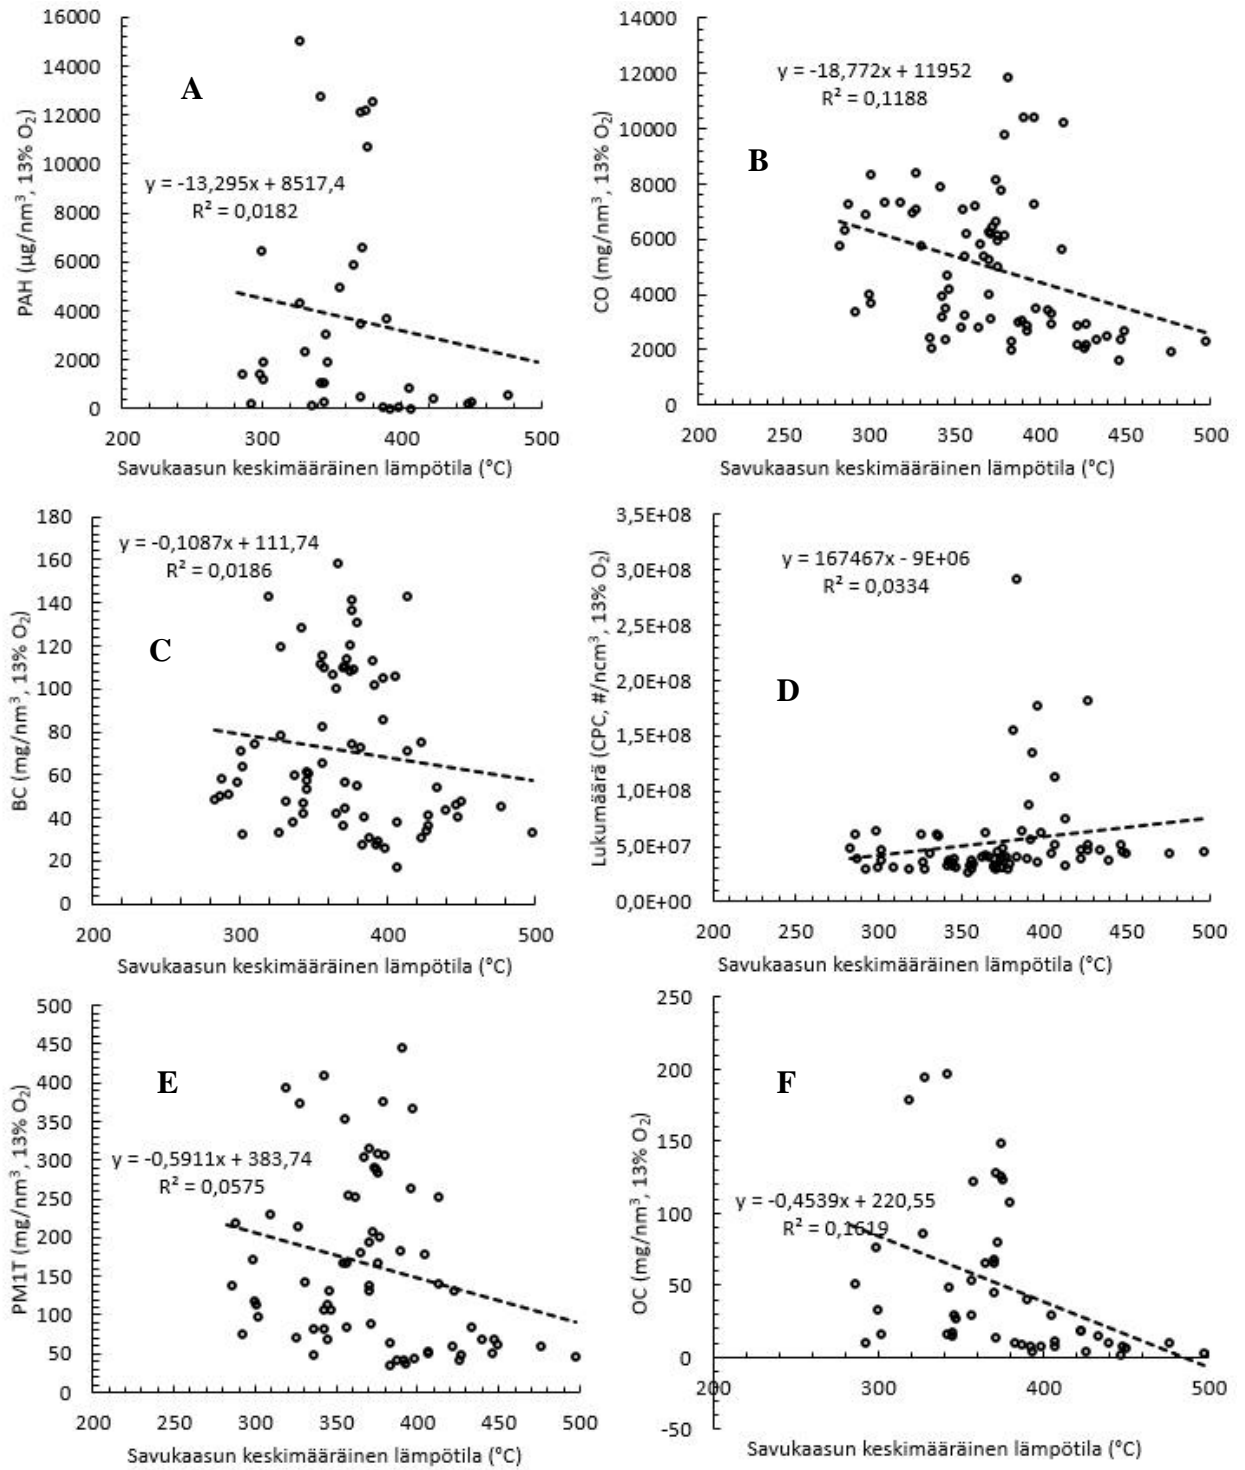 PAH (µg/nm³, 13% O₂)
16000
14000
12000
10000
8000
6000
4000
2000
0
A
y = -13,295x + 8517,4
R² = 0,0182
200 300 400 500
Savukaasun keskimääräinen lämpötila (°C)
CO (mg/nm³, 13% O₂)
14000
12000
10000
8000
6000
4000
2000
0
y = -18,772x + 11952
R² = 0,1188
B
200 250 300 350 400 450 500
Savukaasun keskimääräinen lämpötila (°C)
BC (mg/nm³, 13% O₂)
180
160
140
120
100
80
60
40
20
0
y = -0,1087x + 111,74
R² = 0,0186
C
200 300 400 500
Savukaasun keskimääräinen lämpötila (°C)
Lukumäärä (CPC, #/ncm³, 13% O₂)
3,5E+08
3,0E+08
2,5E+08
2,0E+08
1,5E+08
1,0E+08
5,0E+07
0,0E+00
y = 167467x - 9E+06
R² = 0,0334
D
200 250 300 350 400 450 500
Savukaasun keskimääräinen lämpötila (°C)
PM1T (mg/nm³, 13% O₂)
500
450
400
350
300
250
200
150
100
50
0
E
y = -0,5911x + 383,74
R² = 0,0575
200 250 300 350 400 450 500
Savukaasun keskimääräinen lämpötila (°C)
OC (mg/nm³, 13% O₂)
250
200
150
100
50
0
-50
F
y = -0,4539x + 220,55
R² = 0,1619
200 300 400 500
Savukaasun keskimääräinen lämpötila (°C)